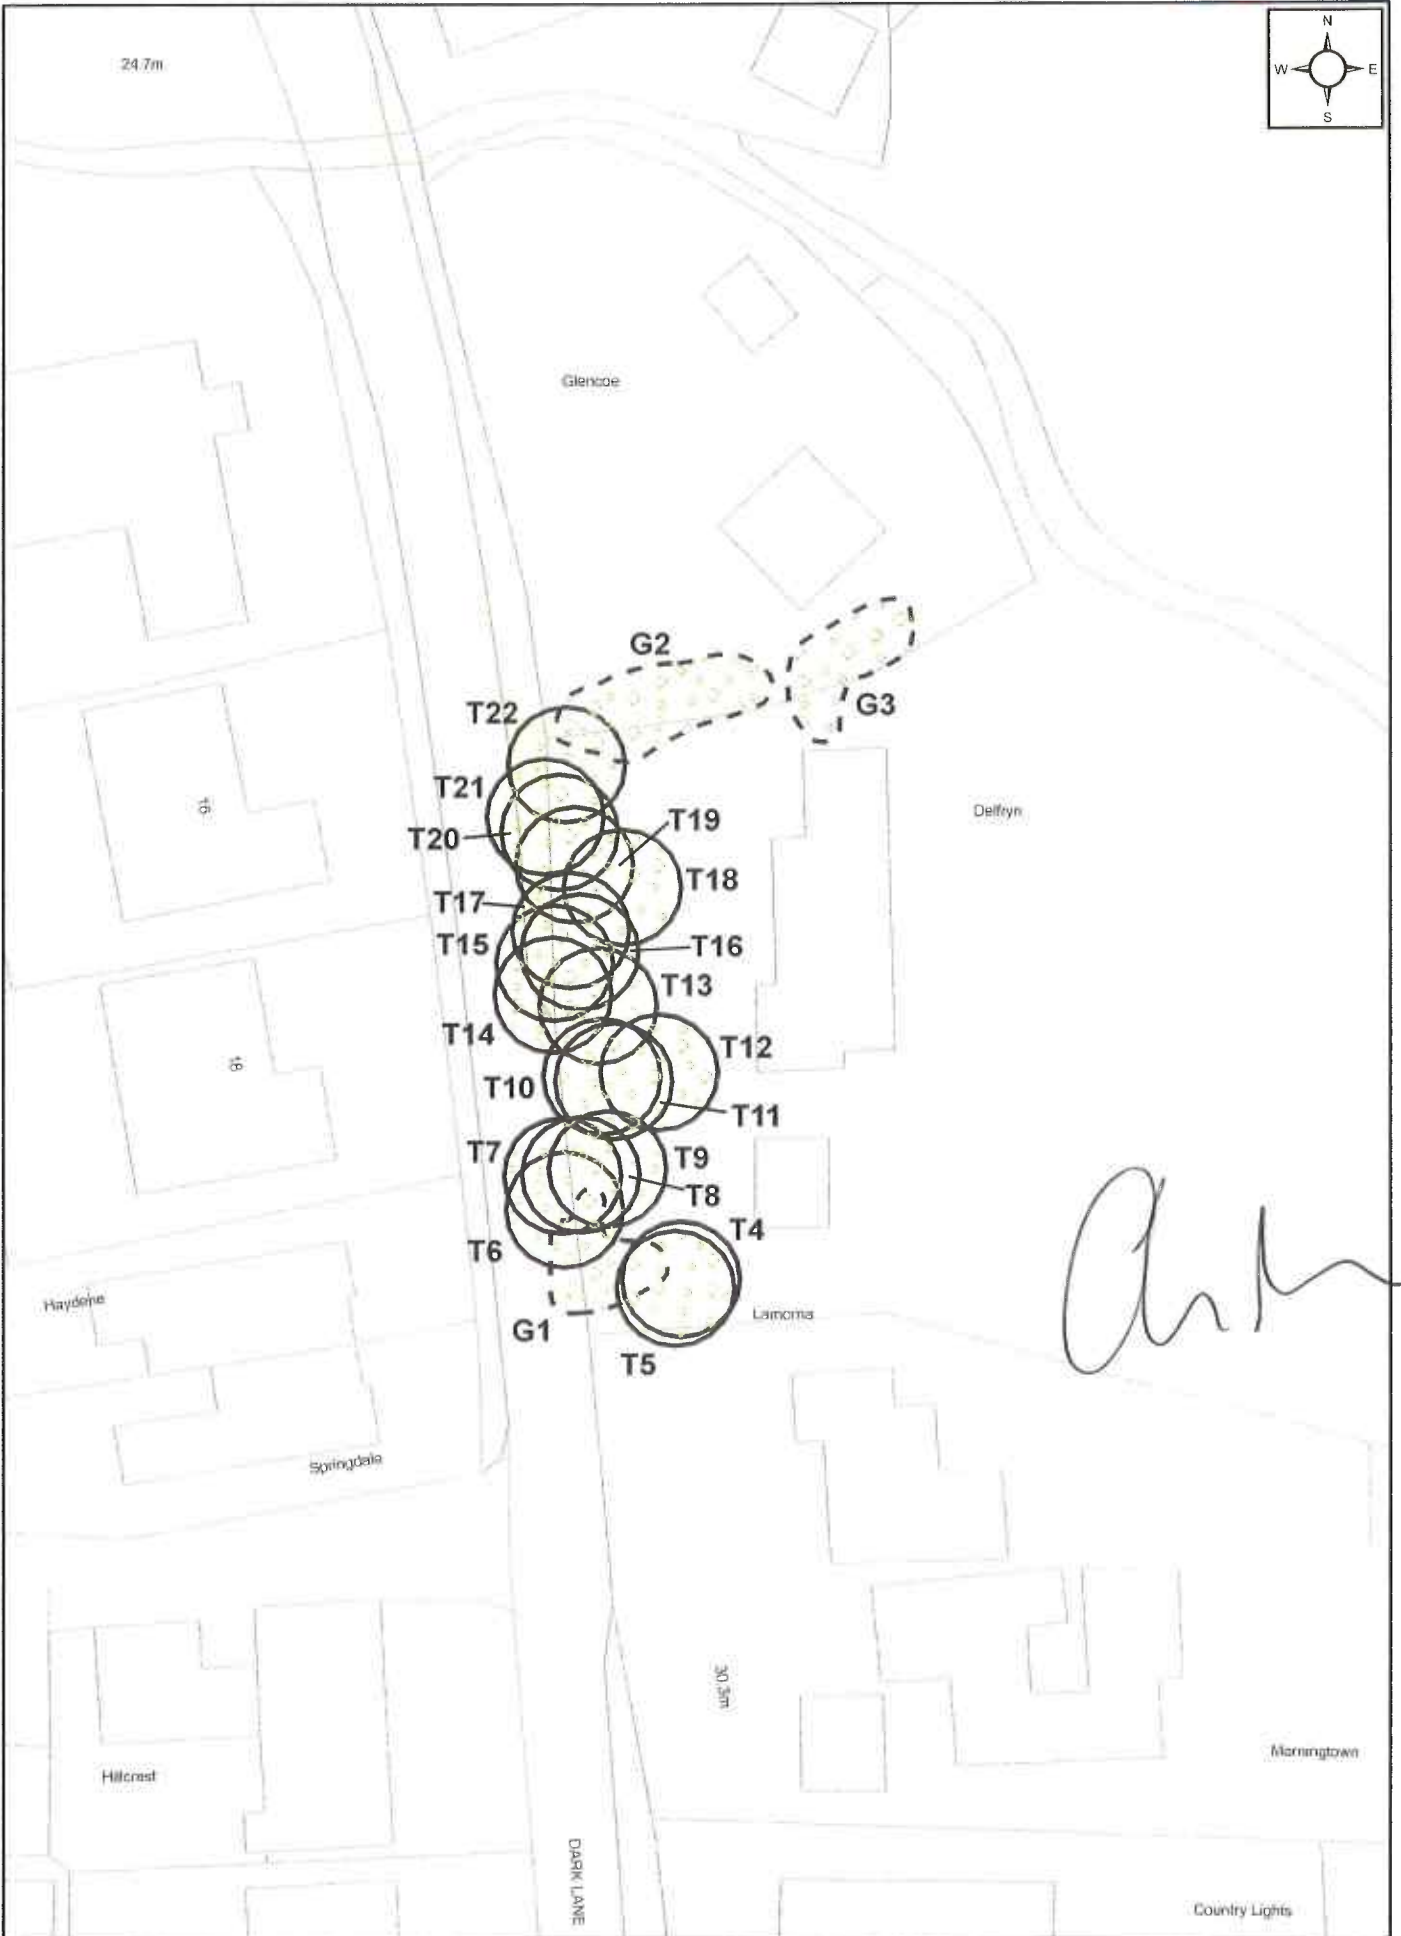 N
W E
S
24.7m
Glencoe
G2
G3
T22
T21
T20
T19
T18
T17
T15
T16
T13
T14
T12
T10
T11
T7
T9
T8
T6
T4
G1
T5
Delfryn
16
18
Haydene
Lamorna
Springdale
30.3m
Hillcrest
Morningtown
DARK LANE
Country Lights